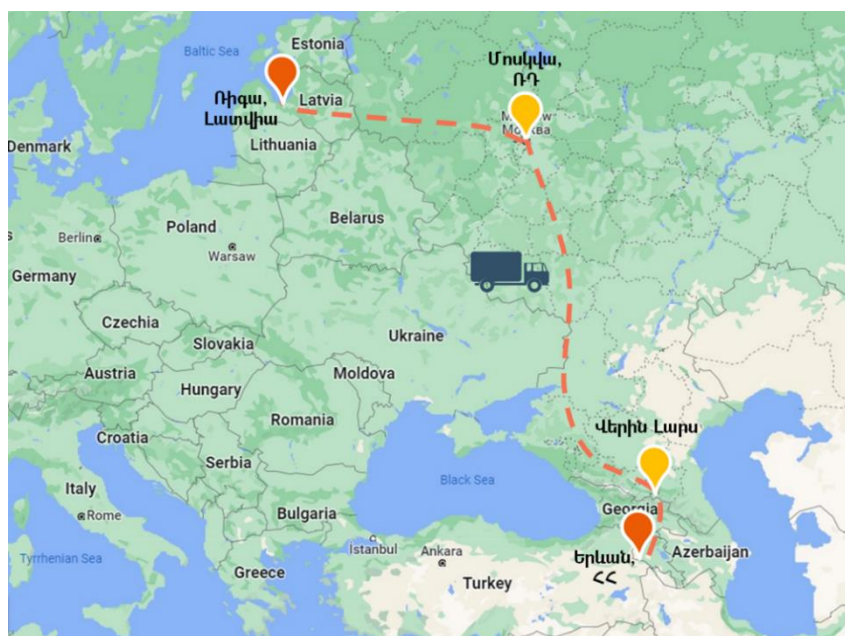 Baltic Sea
Estonia
Մոսկվա,
ՌԴ
Ռիգա,
Լատվիա
Latvia
Москва
Denmark
Lithuania
Belarus
Poland
Berlin
Warsaw
Germany
Czechia
Ukraine
Slovakia
Moldova
Austria
Hungary
Romania
Croatia
Վերին Լարս
Serbia
Italy
Black Sea
Georgia
Rome
Bulgaria
İstanbul
Ankara
Երևան,
ՀՀ
Azerbaijan
Tyrrhenian Sea
Greece
Turkey